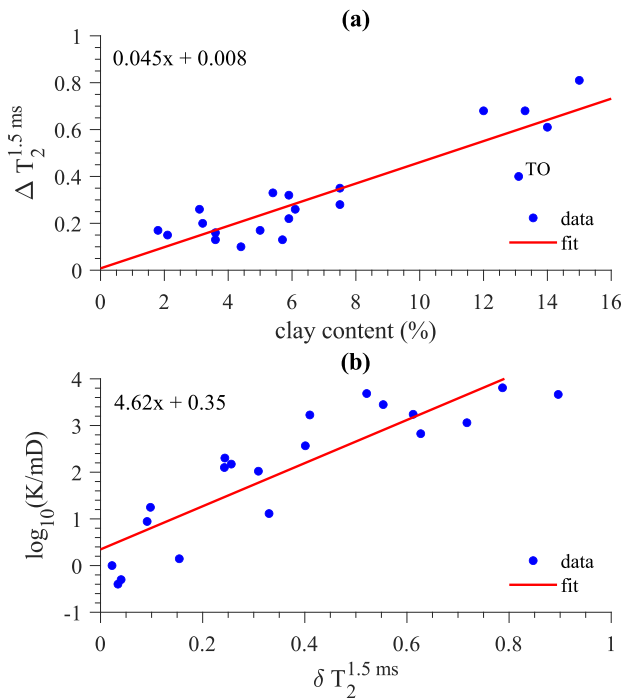 (a)
0.045x + 0.008
1
0.8
0.6
0.4
0.2
0
Δ T₂^1.5 ms
TO
data
fit
0 2 4 6 8 10 12 14 16
clay content (%)
(b)
4.62x + 0.35
4
3
2
1
0
-1
log₁₀(K/mD)
data
fit
0 0.2 0.4 0.6 0.8 1
δ T₂^1.5 ms